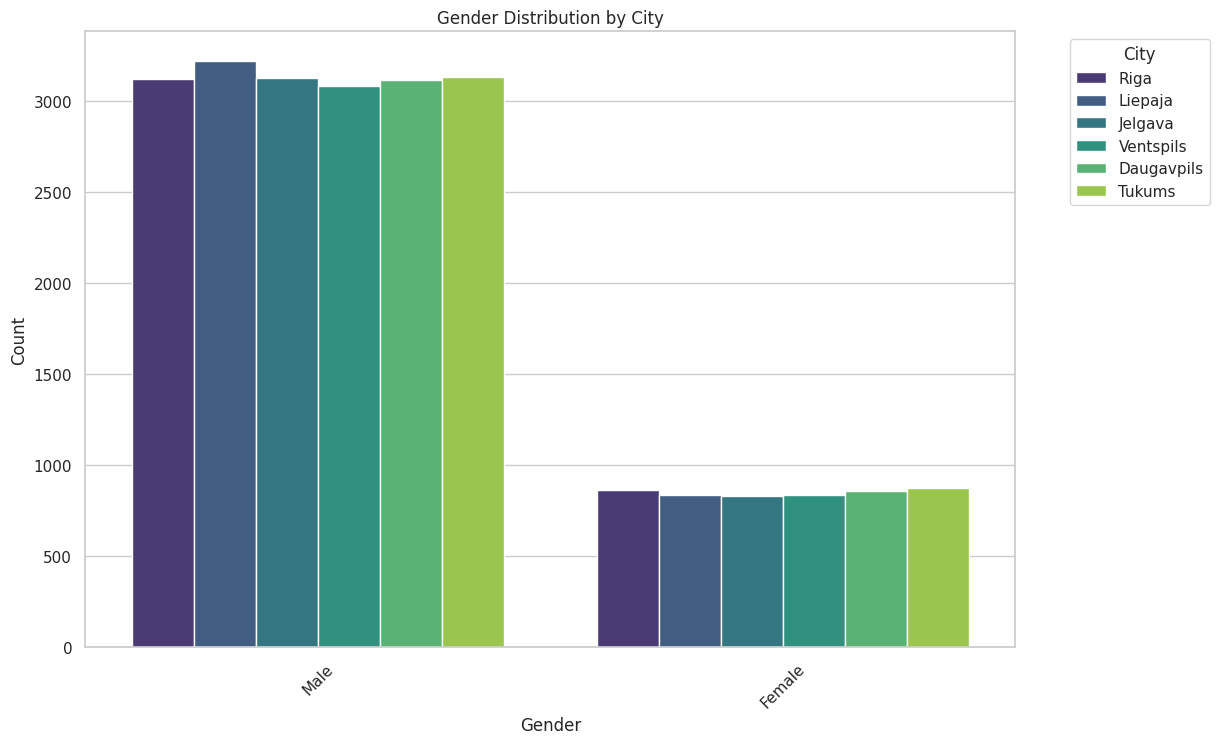 Gender Distribution by City
City
Riga
Liepaja
Jelgava
Ventspils
Daugavpils
Tukums
Count
3000
2500
2000
1500
1000
500
0
Male
Female
Gender